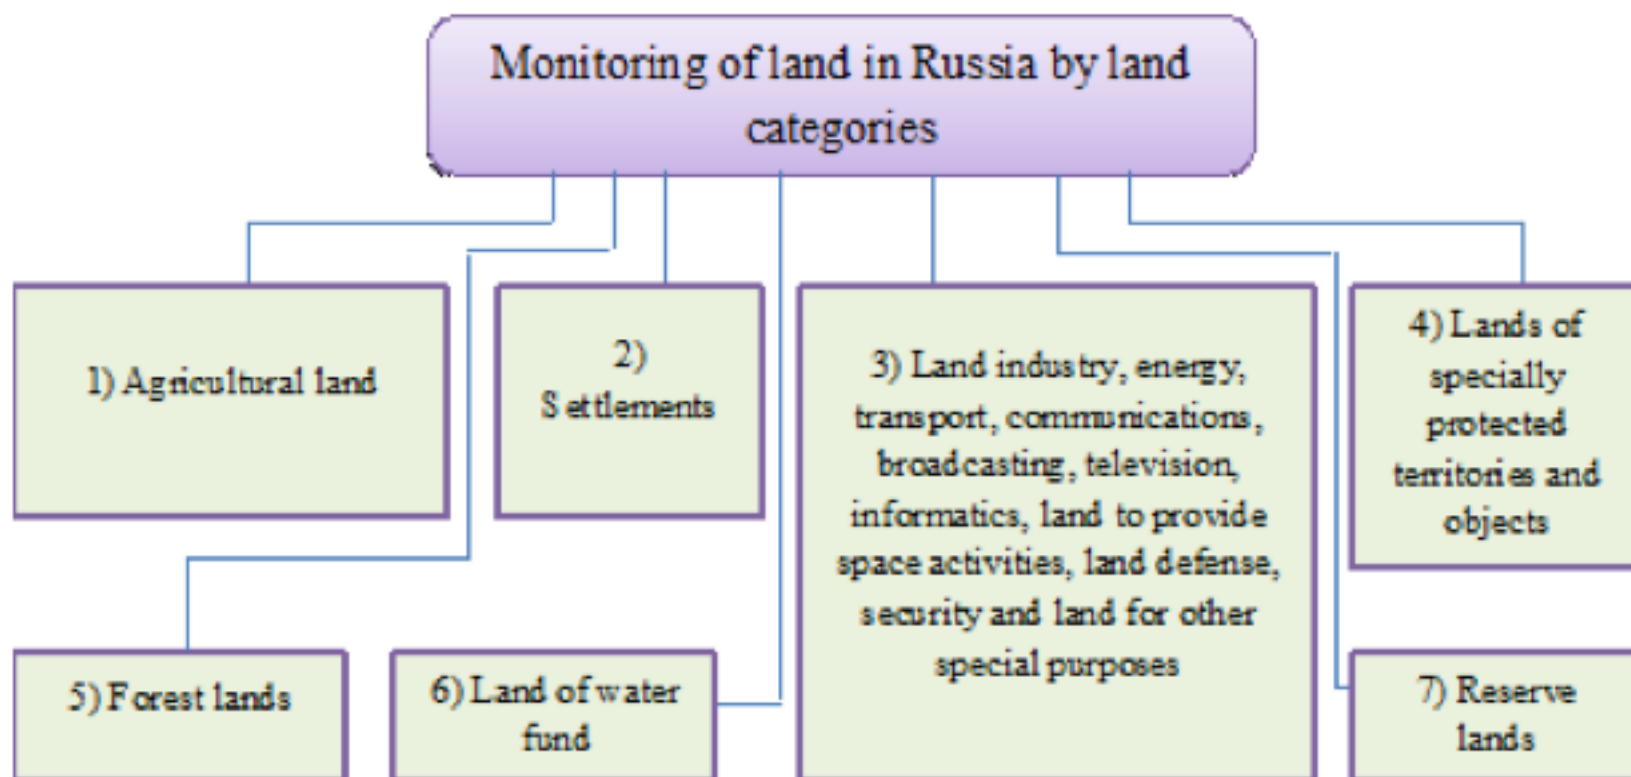 Monitoring of land in Russia by land
categories
1) Agricultural land
2)
Settlements
3) Land industry, energy,
transport, communications,
broadcasting, television,
informatics, land to provide
space activities, land defense,
security and land for other
special purposes
4) Lands of
specially
protected
territories and
objects
5) Forest lands
6) Land of water
fund
7) Reserve
lands